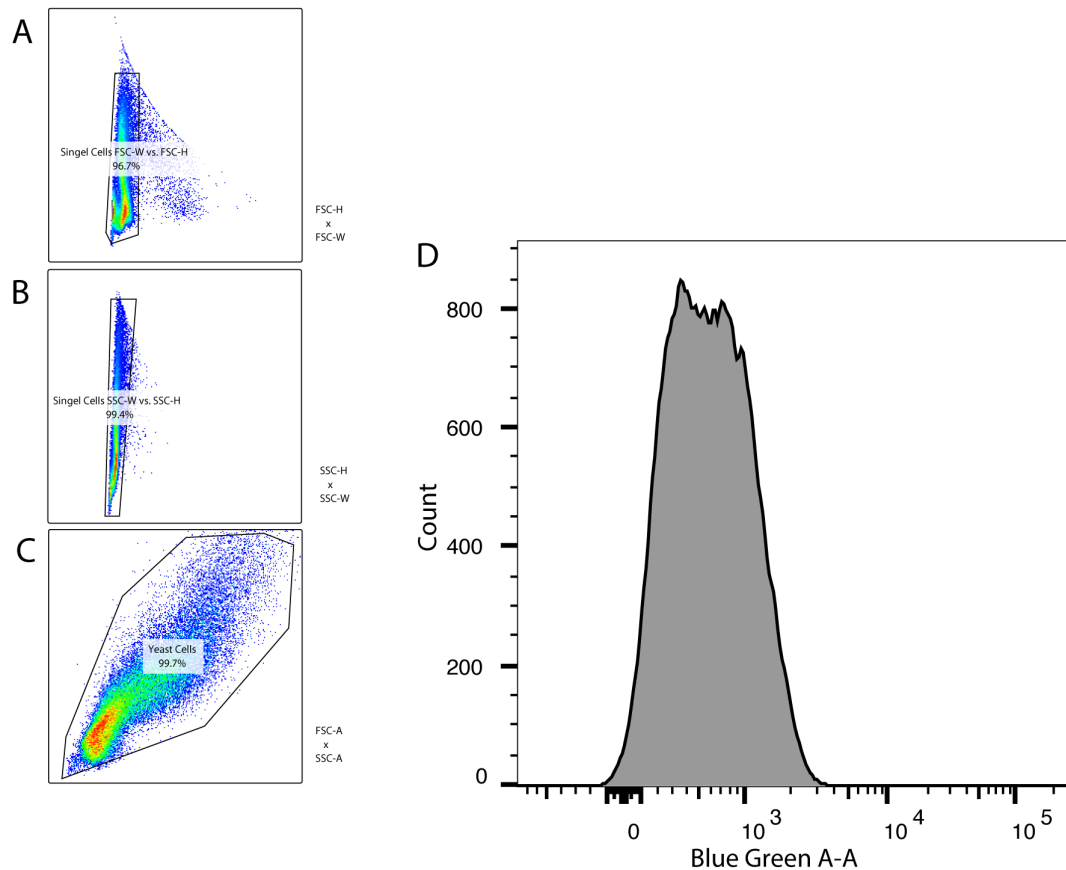 A
Singel Cells FSC-W vs. FSC-H
96.7%
FSC-H
x
FSC-W
B
Singel Cells SSC-W vs. SSC-H
99.4%
SSC-H
x
SSC-W
C
Yeast Cells
99.7%
FSC-A
x
SSC-A
D
Count
800
600
400
200
0
0 10^3 10^4 10^5
Blue Green A-A